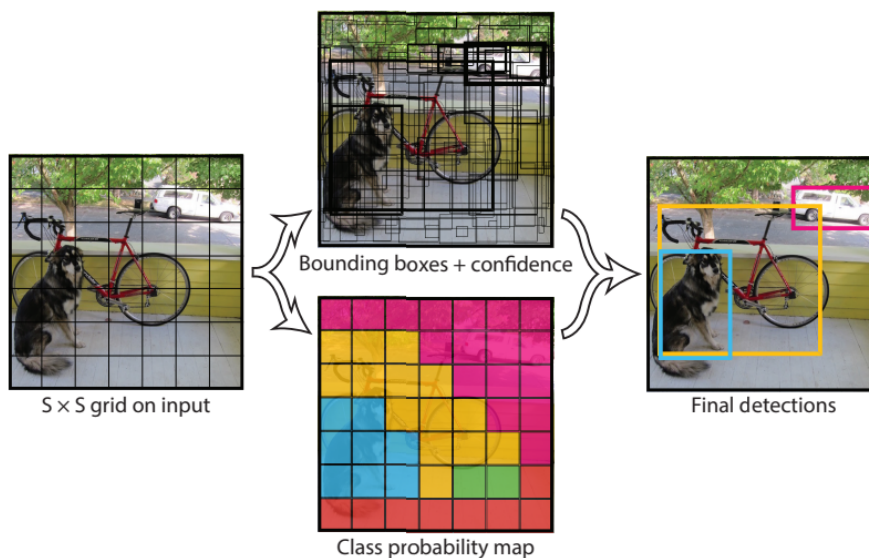 S × S grid on input
Bounding boxes + confidence
Class probability map
Final detections